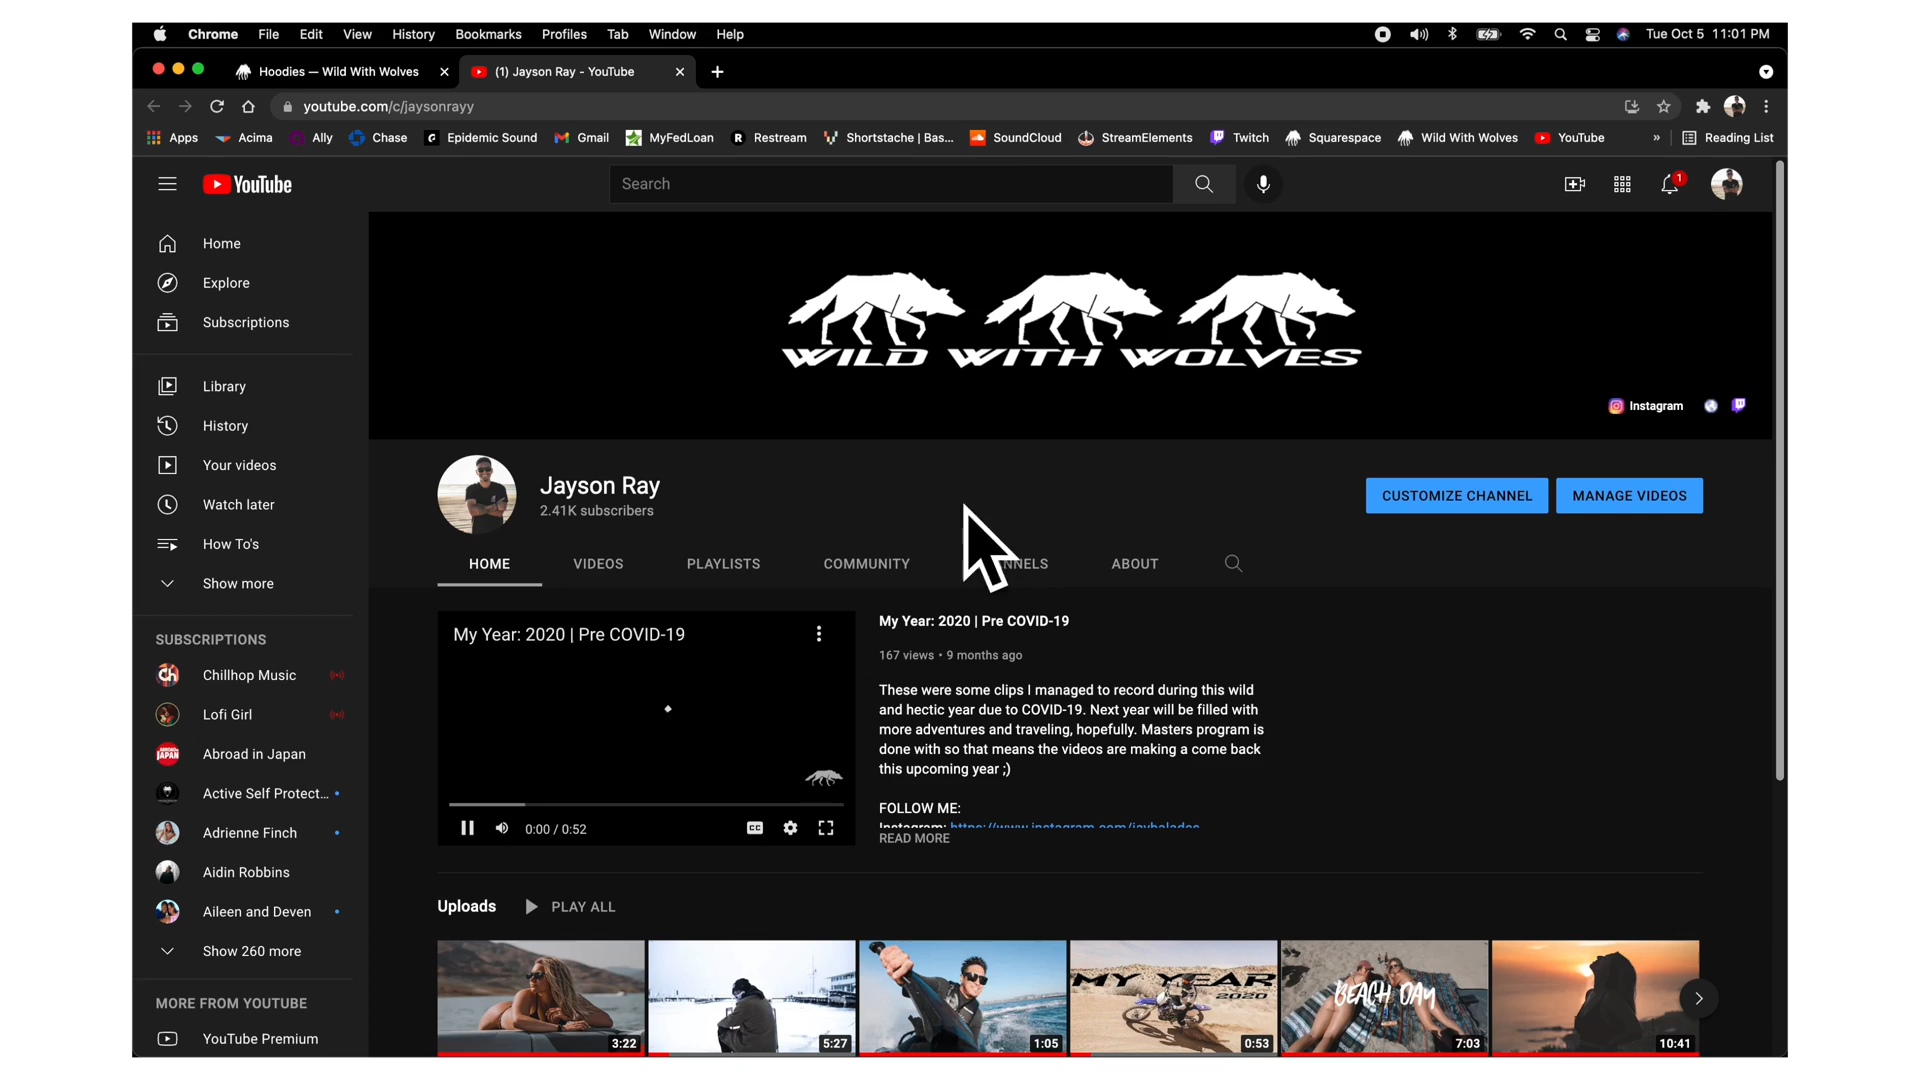 Chrome File Edit View History Bookmarks Profiles Tab Window Help Tue Oct 5 11:01 PM
Hoodies — Wild With Wolves (1) Jayson Ray - YouTube
youtube.com/c/jaysonrayy
Apps Acima Ally Chase Epidemic Sound Gmail MyFedLoan Restream Shortstache | Bas... SoundCloud StreamElements Twitch Squarespace Wild With Wolves YouTube » Reading List
YouTube
Search
1
Home
Explore
Subscriptions
Library
History
Your videos
Watch later
How To's
Show more
SUBSCRIPTIONS
Chillhop Music
Lofi Girl
Abroad in Japan
Active Self Protect...
Adrienne Finch
Aidin Robbins
Aileen and Deven
Show 260 more
MORE FROM YOUTUBE
YouTube Premium
WILD WITH WOLVES
Instagram
Jayson Ray
2.41K subscribers
CUSTOMIZE CHANNEL MANAGE VIDEOS
HOME VIDEOS PLAYLISTS COMMUNITY ABOUT
My Year: 2020 | Pre COVID-19
0:00 / 0:52
My Year: 2020 | Pre COVID-19
167 views • 9 months ago
These were some clips I managed to record during this wild
and hectic year due to COVID-19. Next year will be filled with
more adventures and traveling, hopefully. Masters program is
done with so that means the videos are making a come back
this upcoming year ;)
FOLLOW ME:
Instagram:
READ MORE
Uploads PLAY ALL
3:22
5:27
1:05
MY YEAR
2020
0:53
BEACH DAY
7:03
10:41